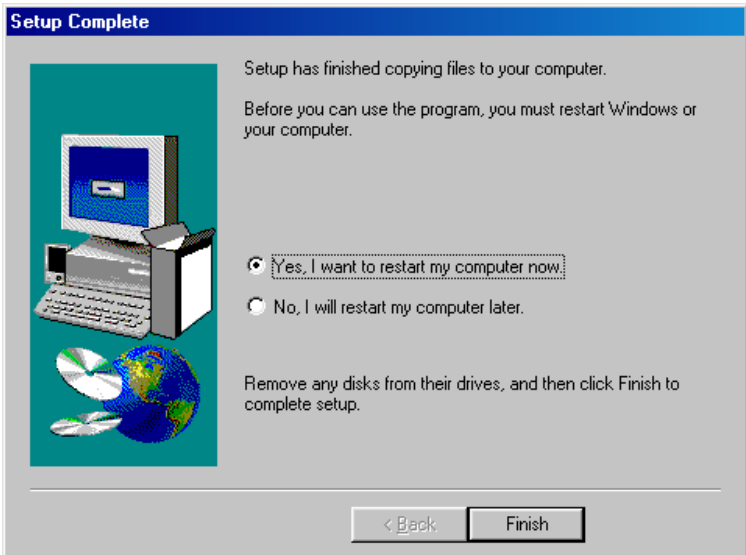 Setup Complete
Setup has finished copying files to your computer.
Before you can use the program, you must restart Windows or
your computer.
Yes, I want to restart my computer now.
No, I will restart my computer later.
Remove any disks from their drives, and then click Finish to
complete setup.
< Back
Finish